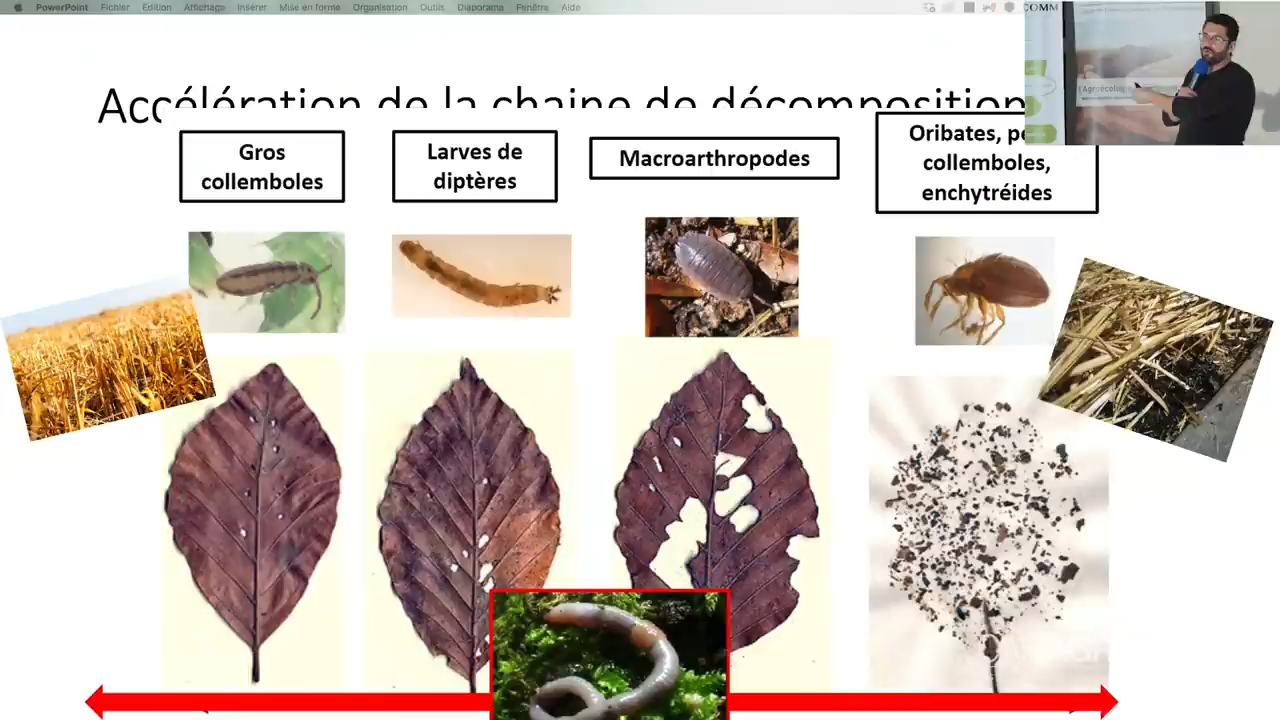 PowerPoint Fichier Edition Affichage Insérer Mise en forme Organisation Outils Diaporama Fenêtre Aide
COMM
Accélération de la chaine de décomposition
Gros
collemboles
Larves de
diptères
Macroarthropodes
Oribates,
collemboles,
enchytréides